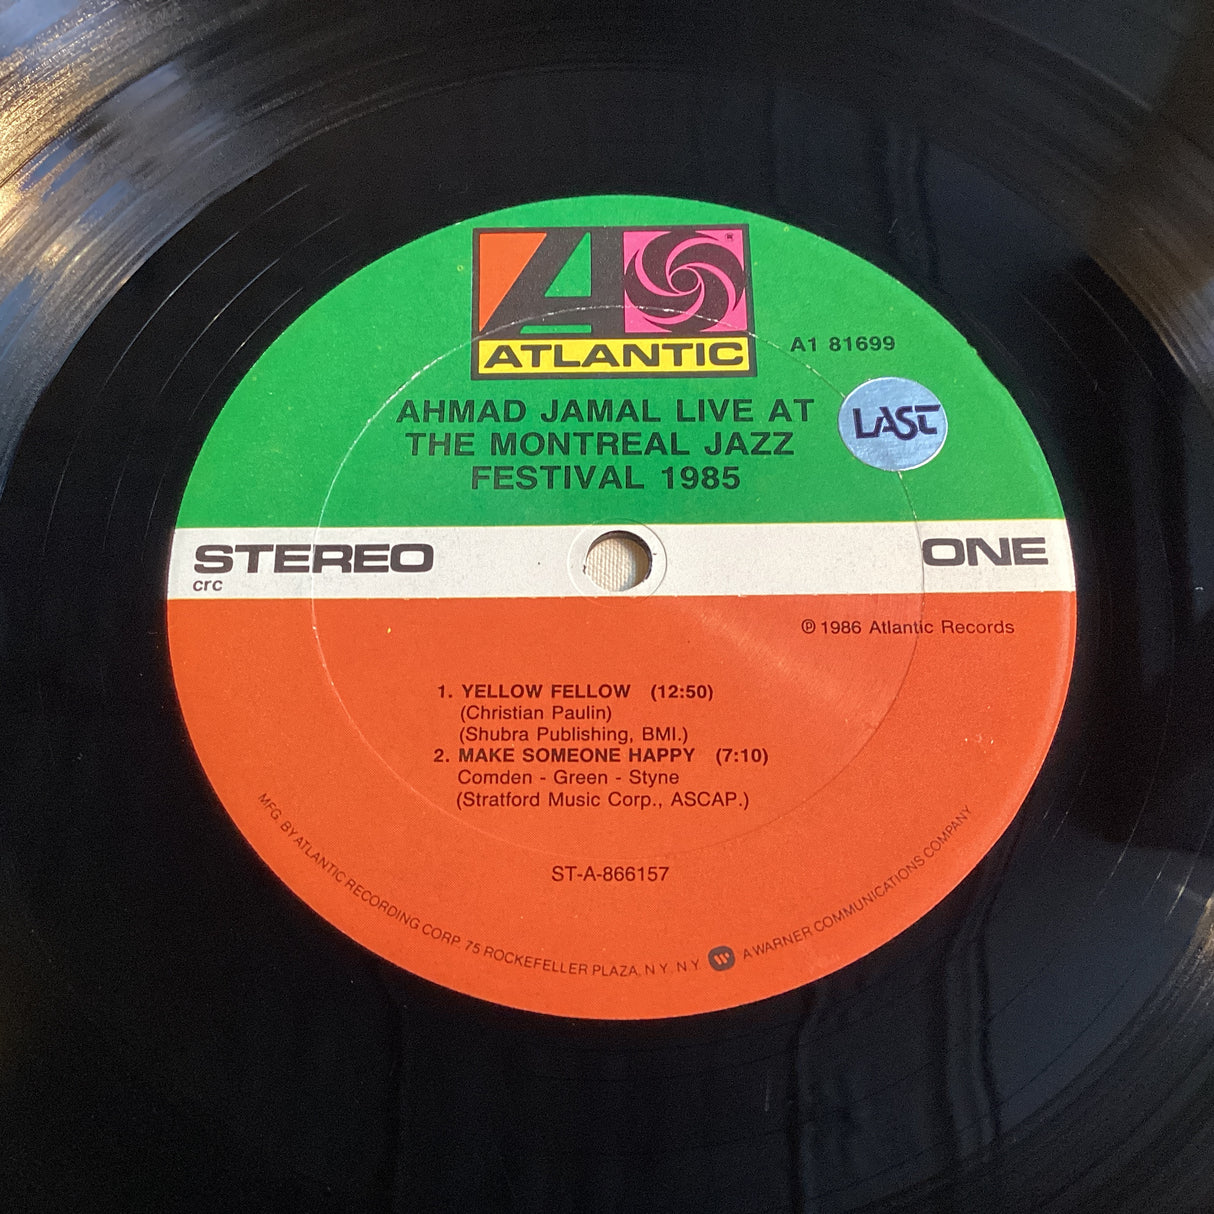 ATLANTIC
A1 81699
AHMAD JAMAL LIVE AT
THE MONTREAL JAZZ
FESTIVAL 1985
LAST
STEREO
crc
ONE
℗ 1986 Atlantic Records
1. YELLOW FELLOW (12:50)
(Christian Paulin)
(Shubra Publishing, BMI.)
2. MAKE SOMEONE HAPPY (7:10)
Comden - Green - Styne
(Stratford Music Corp., ASCAP.)
ST-A-866157
MFG. BY ATLANTIC RECORDING CORP. 75 ROCKEFELLER PLAZA, N.Y. N.Y. A WARNER COMMUNICATIONS COMPANY